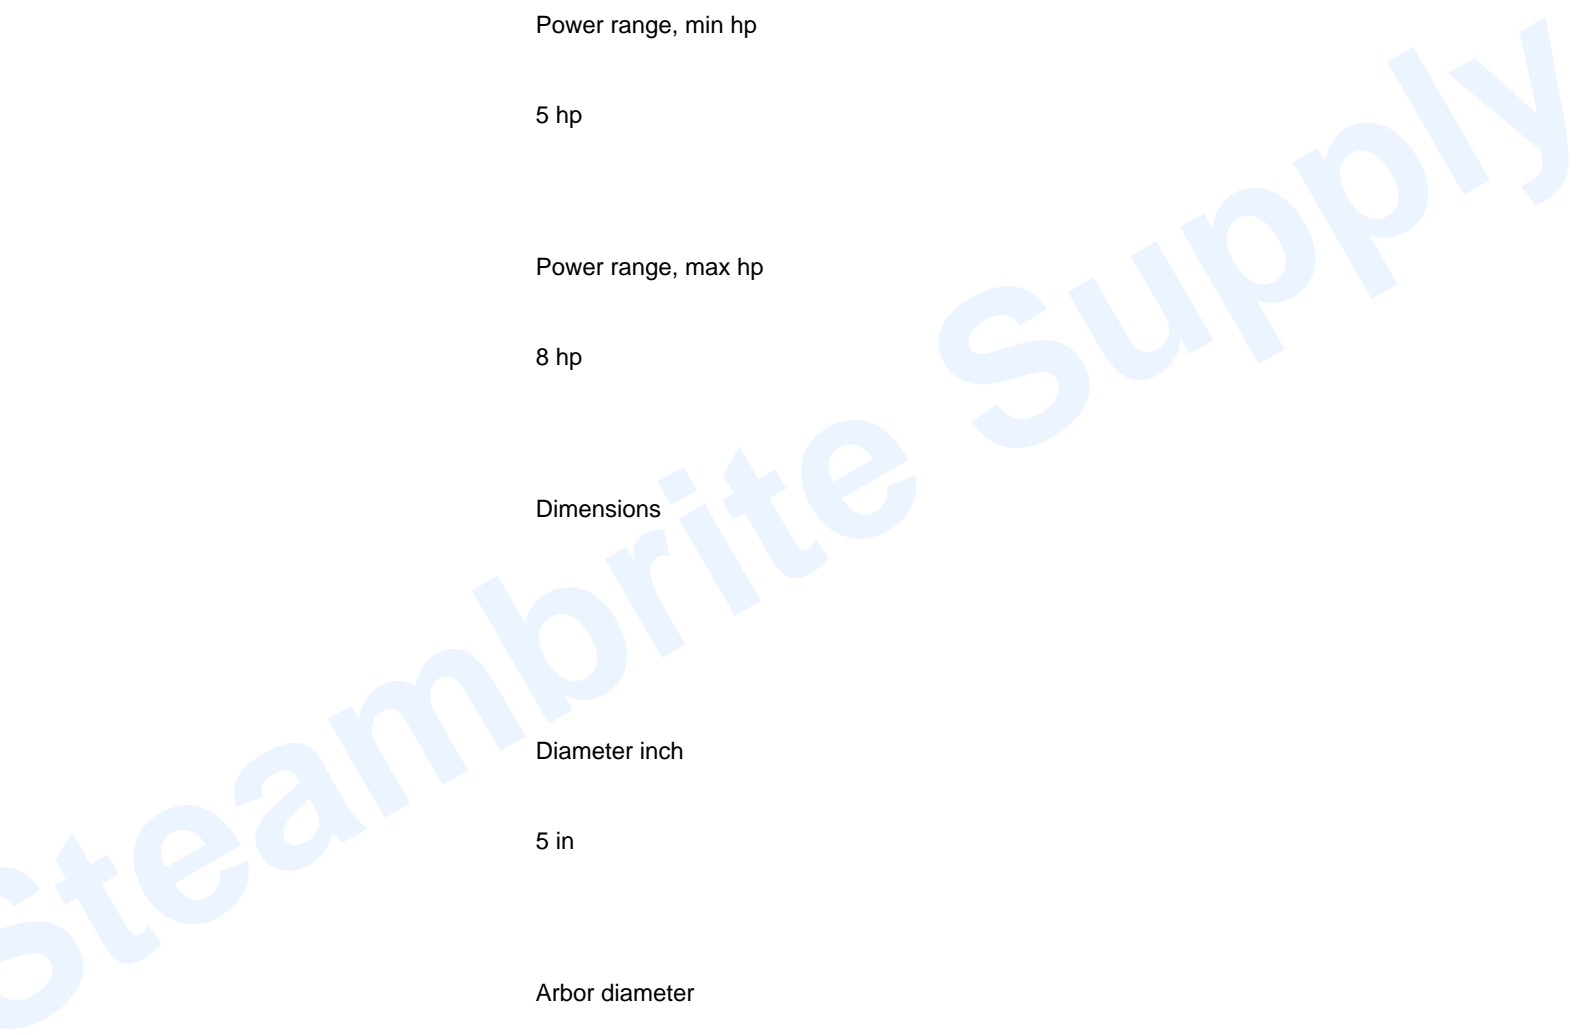 Power range, min hp
5 hp
Power range, max hp
8 hp
Dimensions
Diameter inch
5 in
Arbor diameter
Steambrite Supply